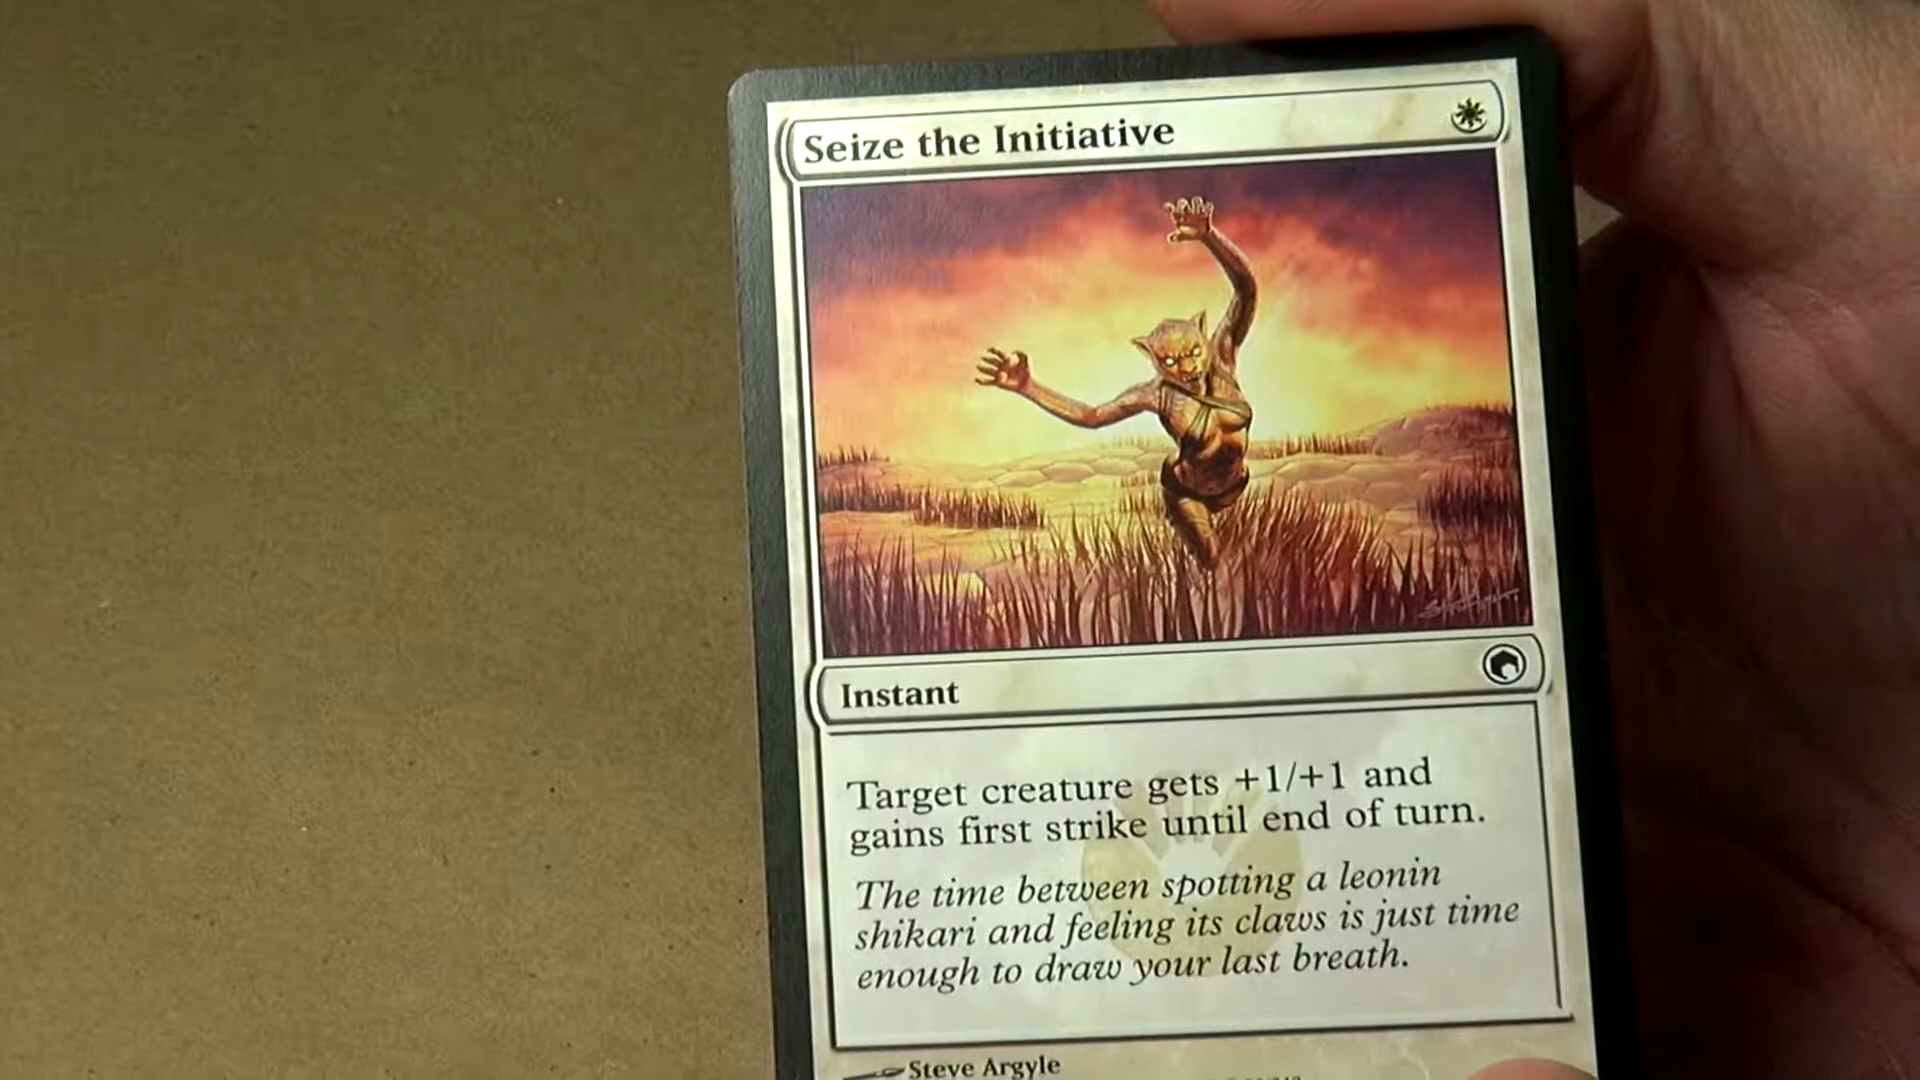 Seize the Initiative
Instant
Target creature gets +1/+1 and
gains first strike until end of turn.
The time between spotting a leonin
shikari and feeling its claws is just time
enough to draw your last breath.
Steve Argyle